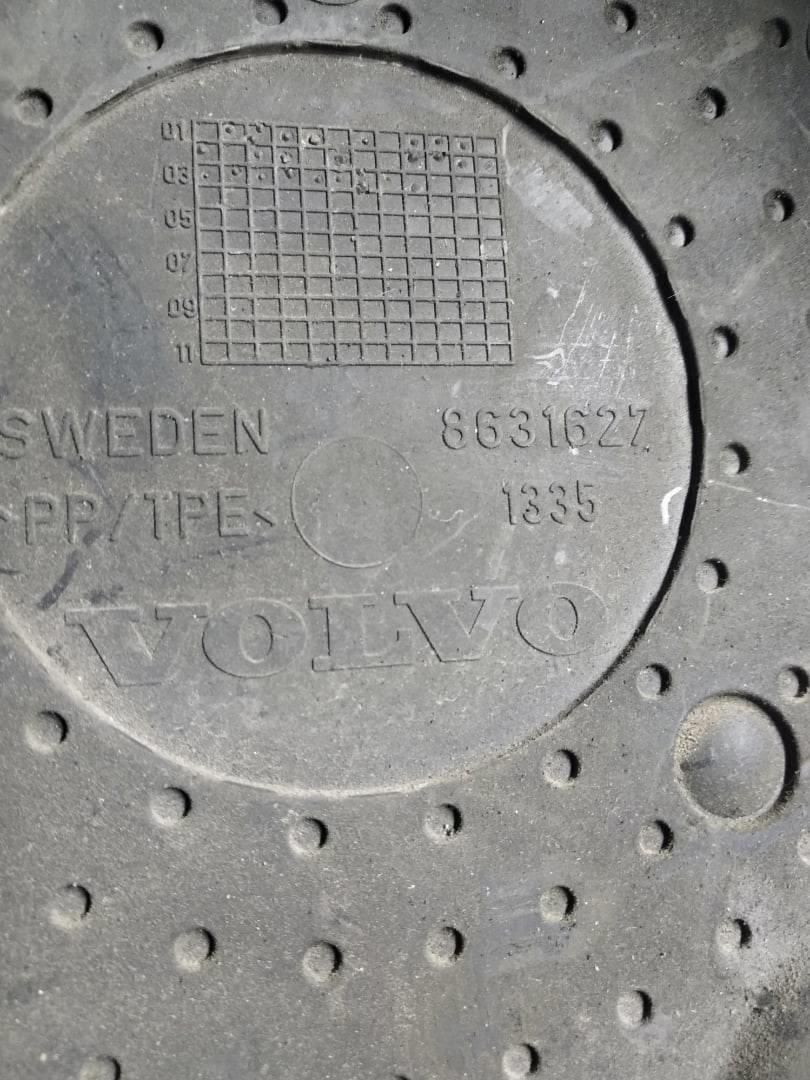 01
03
05
07
09
11
SWEDEN 8631627
>PP/TPE< 1335
VOLVO